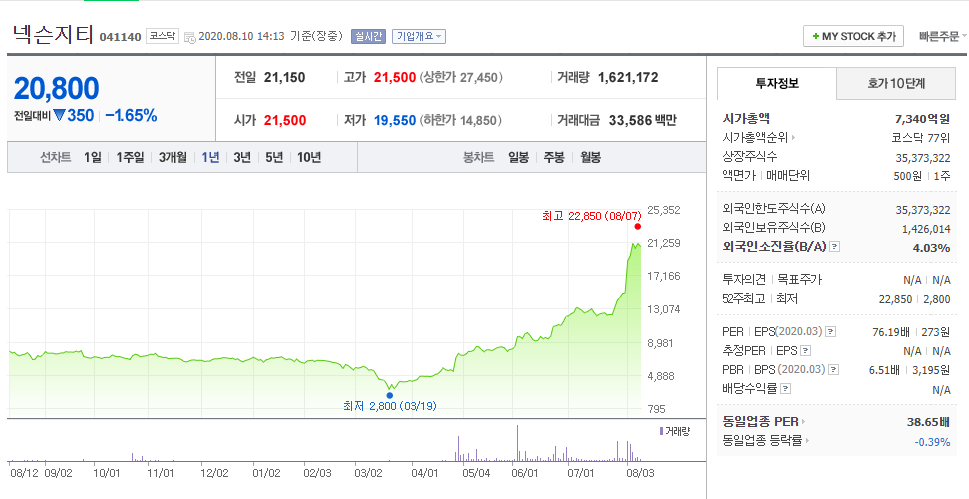 넥슨지티 041140 코스닥 2020.08.10 14:13 기준(장중) 실시간 기업개요
+ MY STOCK 추가 빠른주문
20,800
전일대비 ▼350 -1.65%
전일 21,150 고가 21,500 (상한가 27,450) 거래량 1,621,172
시가 21,500 저가 19,550 (하한가 14,850) 거래대금 33,586 백만
선차트 1일 1주일 3개월 1년 3년 5년 10년 봉차트 일봉 주봉 월봉
최고 22,850 (08/07)
25,352
21,259
17,166
13,074
8,981
4,888
795
최저 2,800 (03/19)
거래량
08/12 09/02 10/01 11/01 12/02 01/02 02/03 03/02 04/01 05/04 06/01 07/01 08/03
투자정보 호가 10단계
시가총액 7,340억원
시가총액순위 코스닥 77위
상장주식수 35,373,322
액면가 매매단위 500원 1주
외국인한도주식수(A) 35,373,322
외국인보유주식수(B) 1,426,014
외국인소진율(B/A) ? 4.03%
투자의견 목표주가 N/A N/A
52주최고 최저 22,850 2,800
PER EPS(2020.03) ? 76.19배 273원
추정PER EPS ? N/A N/A
PBR BPS (2020.03) ? 6.51배 3,195원
배당수익률 ? N/A
동일업종 PER 38.65배
동일업종 등락률 -0.39%